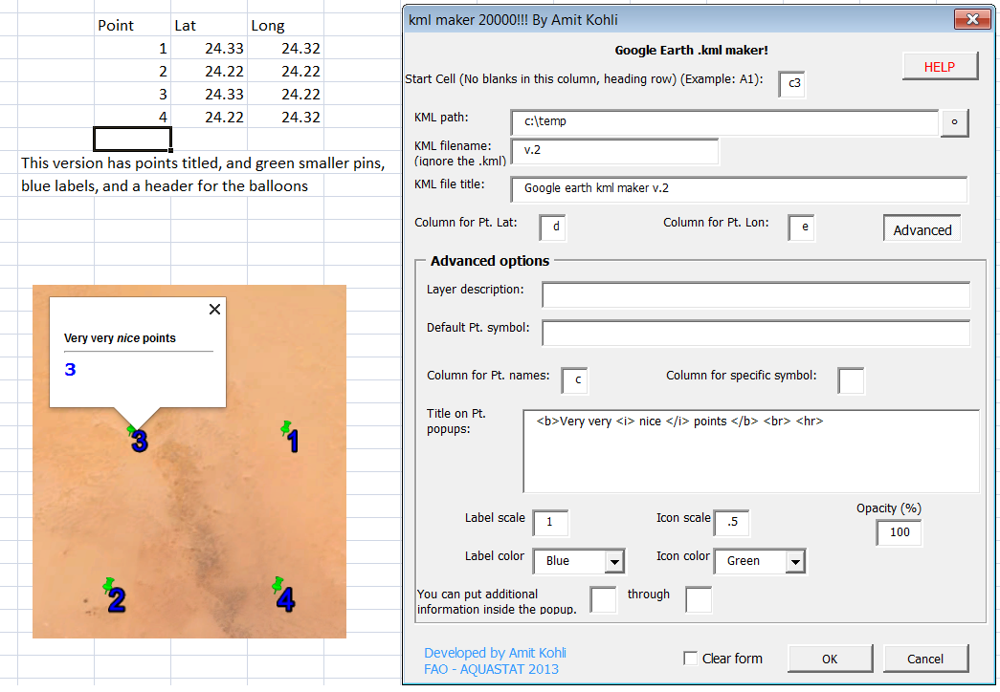 Point Lat Long
1 24.33 24.32
2 24.22 24.22
3 24.33 24.22
4 24.22 24.32
This version has points titled, and green smaller pins,
blue labels, and a header for the balloons
Very very nice points
3
3
1
2
4
kml maker 20000!!! By Amit Kohli
Google Earth .kml maker!
HELP
Start Cell (No blanks in this column, heading row) (Example: A1): c3
KML path: c:\temp
KML filename: v.2
(ignore the .kml)
KML file title: Google earth kml maker v.2
Column for Pt. Lat: d Column for Pt. Lon: e Advanced
Advanced options
Layer description:
Default Pt. symbol:
Column for Pt. names: c Column for specific symbol:
Title on Pt.
popups:
<b>Very very <i> nice </i> points </b> <br> <hr>
Label scale 1 Icon scale .5 Opacity (%)
100
Label color Blue Icon color Green
You can put additional
information inside the popup. through
Developed by Amit Kohli
FAO - AQUASTAT 2013
Clear form OK Cancel